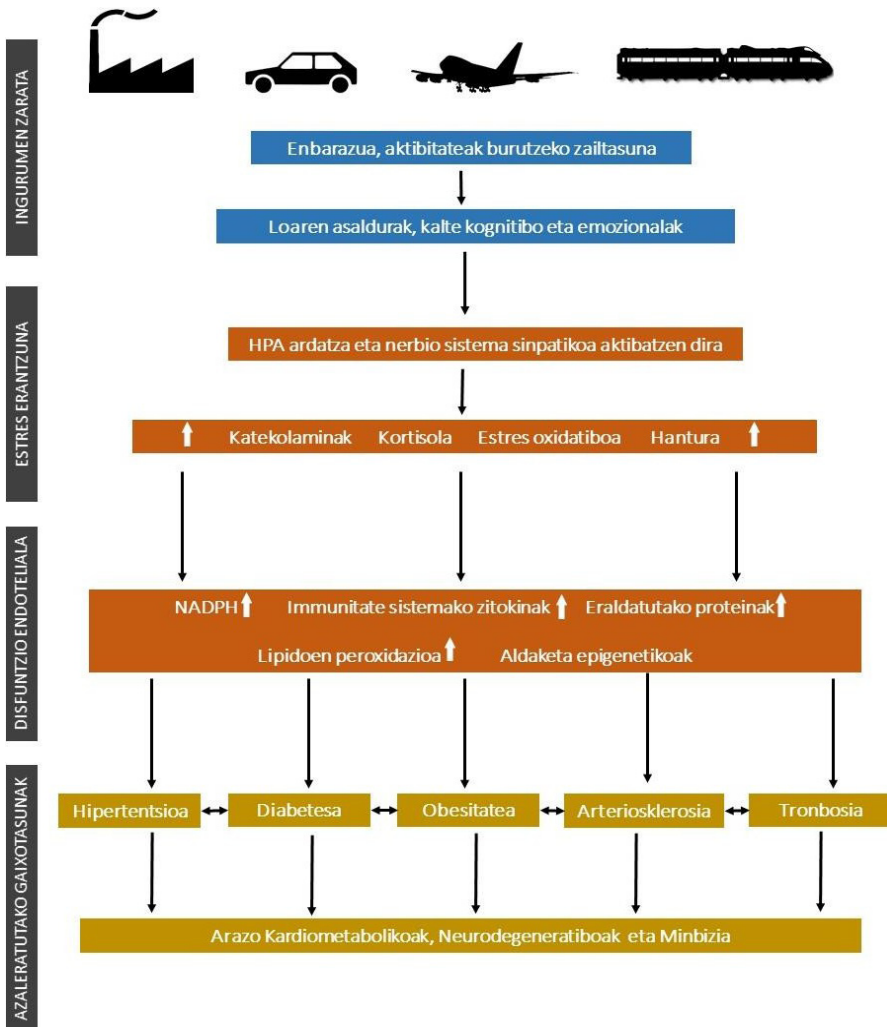 INGURUMEN ZARATA
Enbarazua, aktibitateak burutzeko zailtasuna
Loaren asaldurak, kalte kognitibo eta emozionalak
ESTRES ERANTZUNA
HPA ardatza eta nerbio sistema sinpatikoa aktibatzen dira
Katekolaminak Kortisola Estres oxidatiboa Hantura
DISFUNTZIO ENDOTELIALA
NADPH Immunitate sistemako zitokinak Eraldatutako proteinak
Lipidoen peroxidazioa Aldaketa epigenetikoak
AZALERATUTAKO GAIXOTASUNAK
Hipertentsioa Diabetesa Obesitatea Arteriosklerosia Tronbosia
Arazo Kardiometabolikoak, Neurodegeneratiboak eta Minbizia